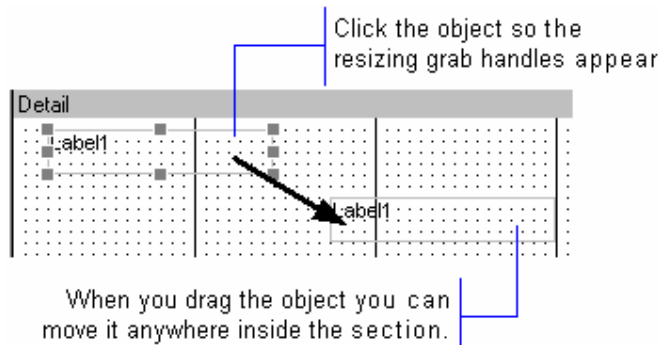 Click the object so the
resizing grab handles appear
Detail
Label1
Label1
When you drag the object you can
move it anywhere inside the section.